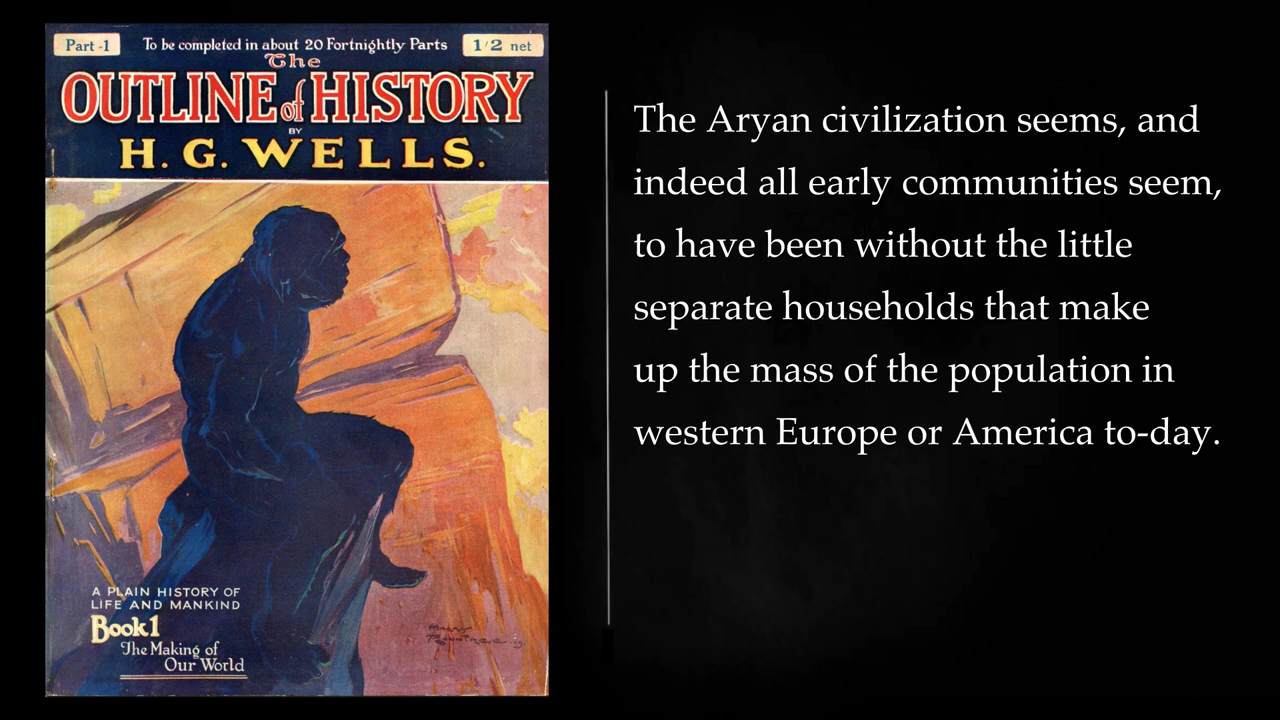 Part -1
To be completed in about 20 Fortnightly Parts
1/2 net
The
OUTLINE of HISTORY
BY
H. G. WELLS.
A PLAIN HISTORY OF
LIFE AND MANKIND
Book 1
The Making of
Our World
The Aryan civilization seems, and
indeed all early communities seem,
to have been without the little
separate households that make
up the mass of the population in
western Europe or America to-day.